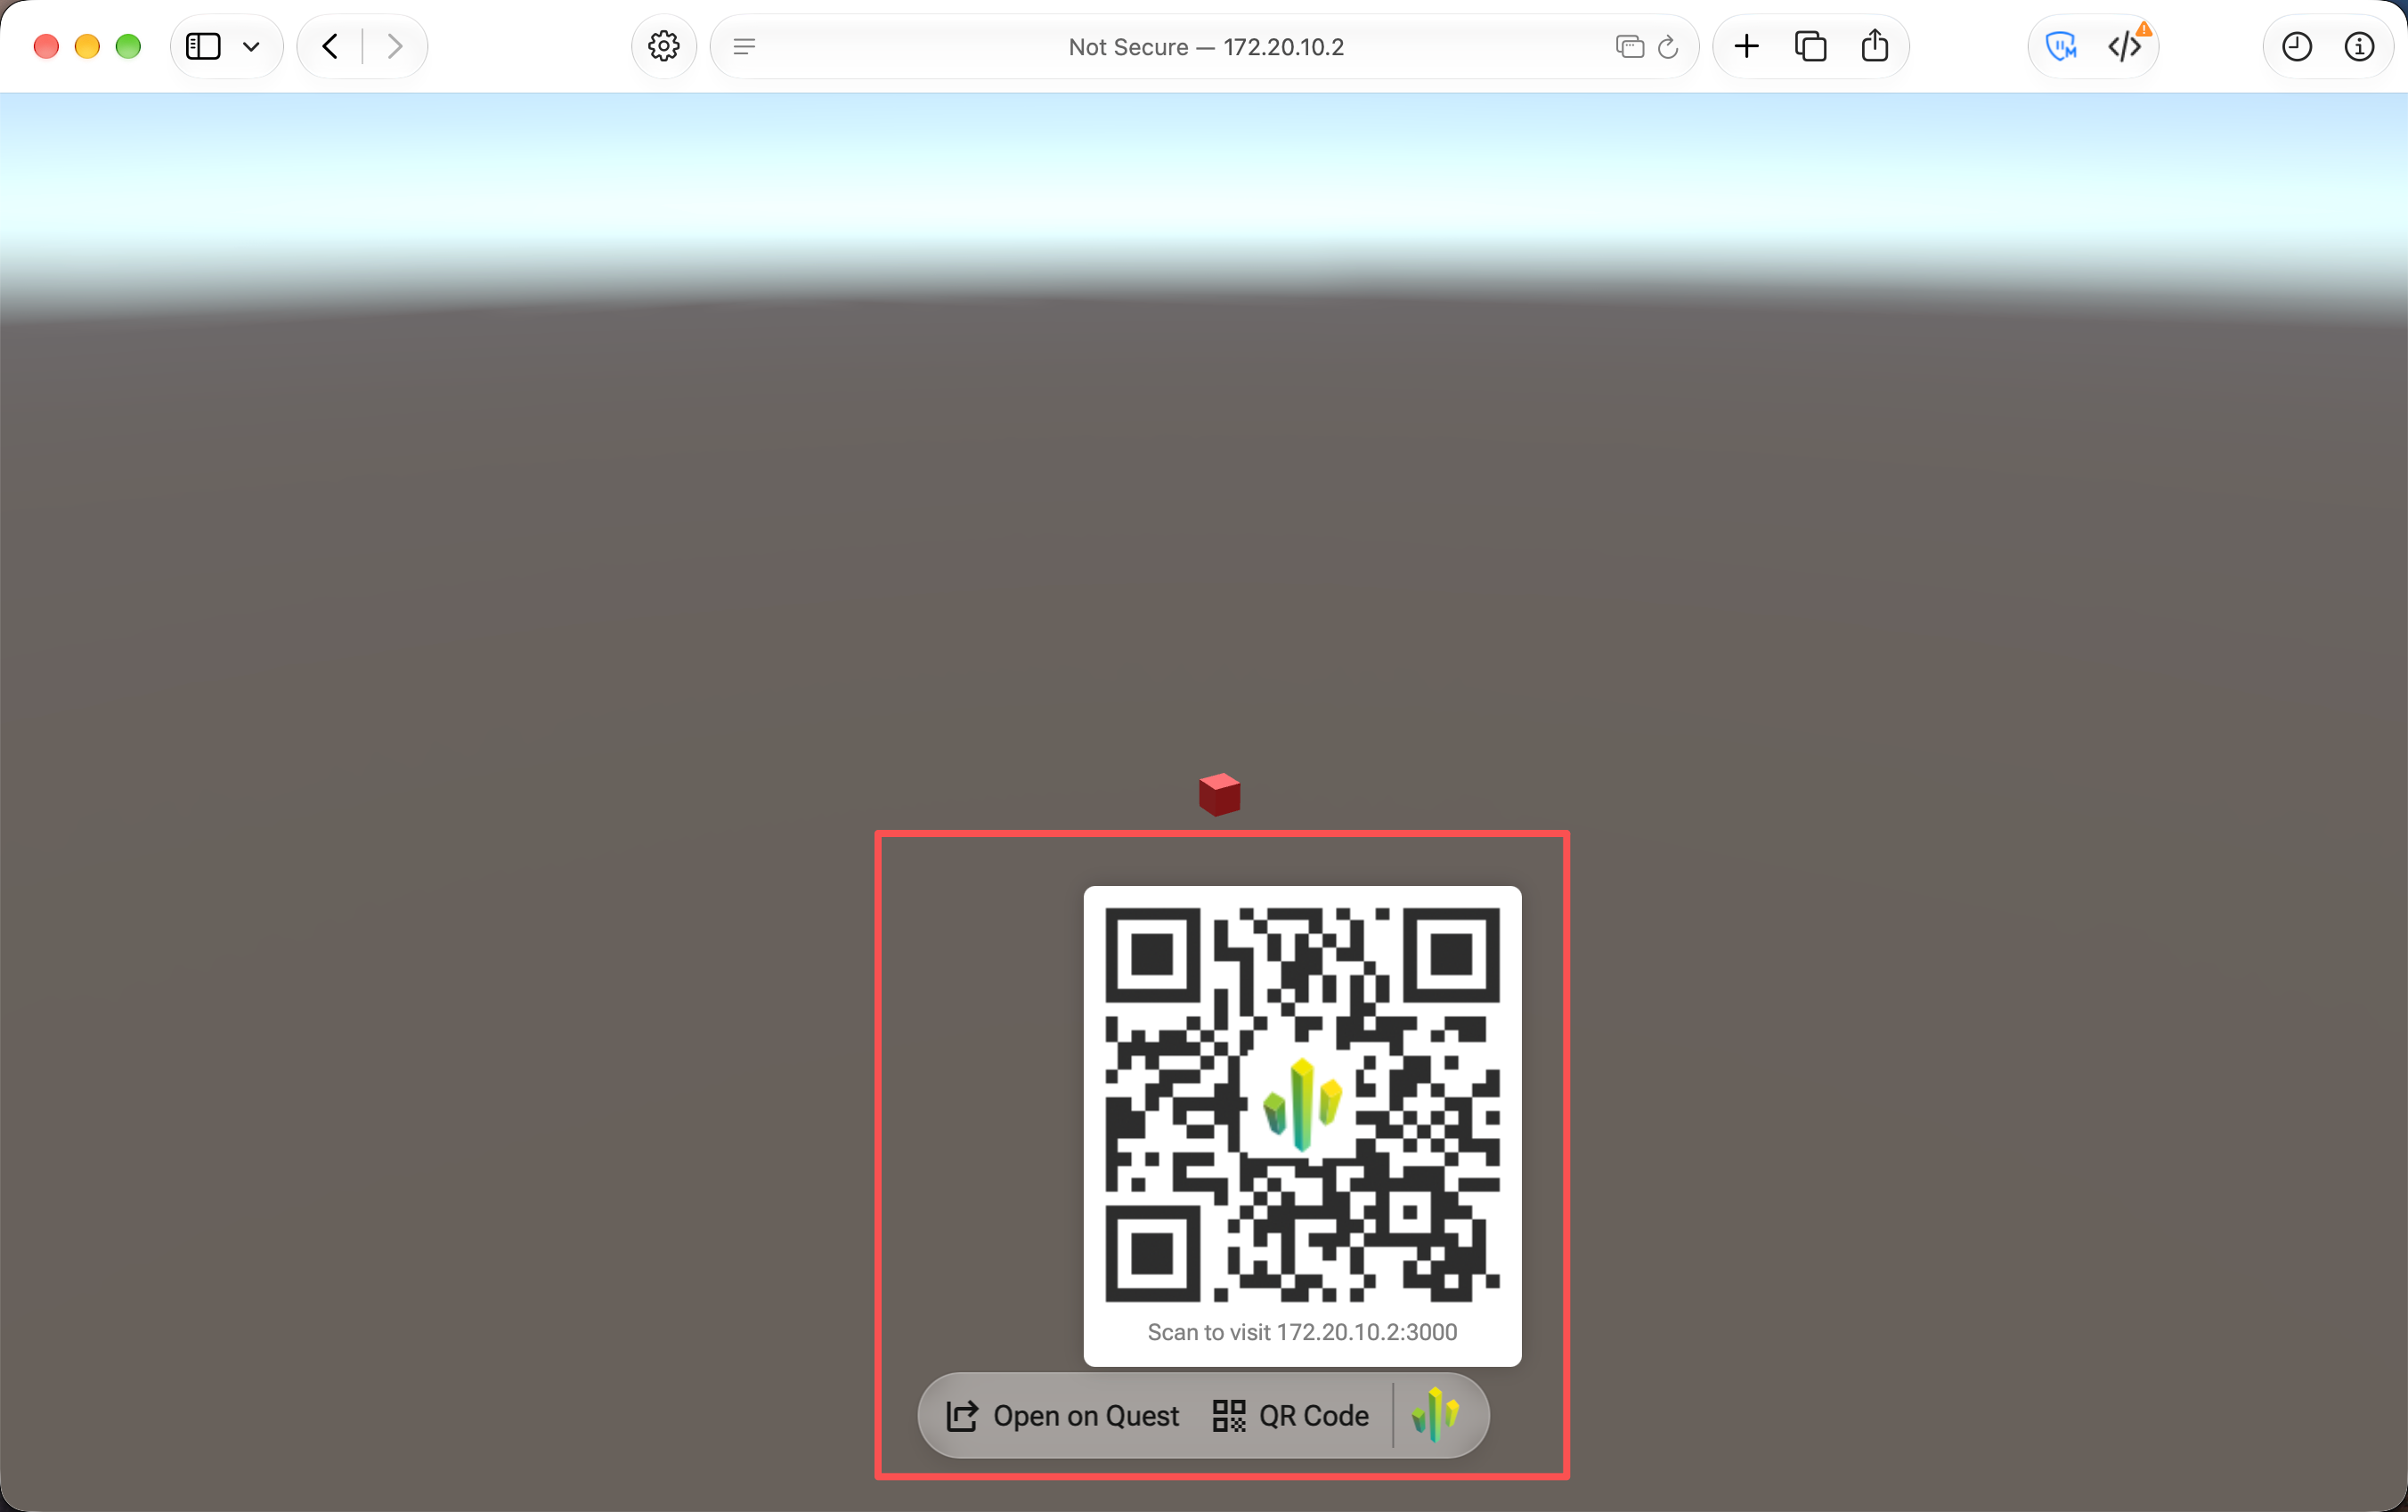 Not Secure — 172.20.10.2
Scan to visit 172.20.10.2:3000
Open on Quest QR Code